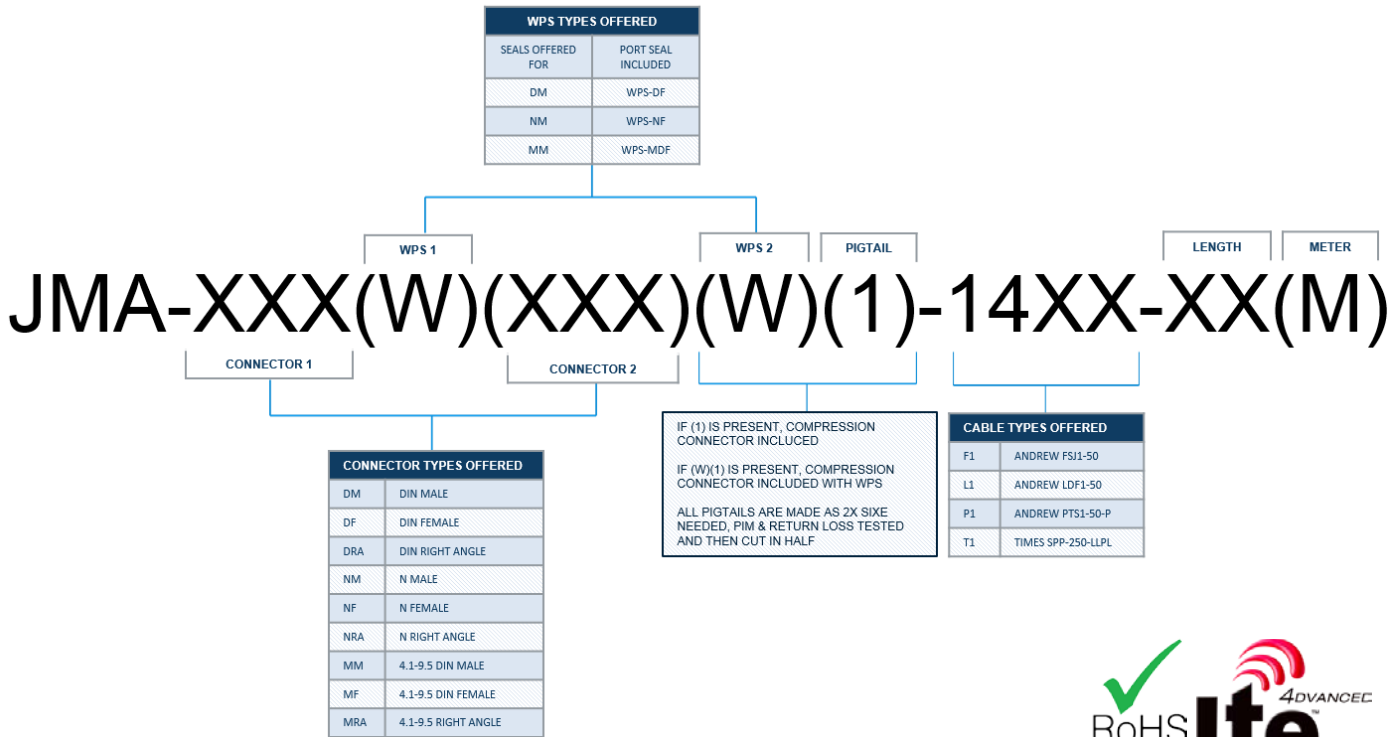 WPS TYPES OFFERED
SEALS OFFERED FOR PORT SEAL INCLUDED
DM WPS-DF
NM WPS-NF
MM WPS-MDF
WPS 1 WPS 2 PIGTAIL LENGTH METER
JMA-XXX(W)(XXX)(W)(1)-14XX-XX(M)
CONNECTOR 1 CONNECTOR 2
CONNECTOR TYPES OFFERED
DM DIN MALE
DF DIN FEMALE
DRA DIN RIGHT ANGLE
NM N MALE
NF N FEMALE
NRA N RIGHT ANGLE
MM 4.1-9.5 DIN MALE
MF 4.1-9.5 DIN FEMALE
MRA 4.1-9.5 RIGHT ANGLE
IF (1) IS PRESENT, COMPRESSION
CONNECTOR INCLUCED
IF (W)(1) IS PRESENT, COMPRESSION
CONNECTOR INCLUDED WITH WPS
ALL PIGTAILS ARE MADE AS 2X SIXE
NEEDED, PIM & RETURN LOSS TESTED
AND THEN CUT IN HALF
CABLE TYPES OFFERED
F1 ANDREW FSJ1-50
L1 ANDREW LDF1-50
P1 ANDREW PTS1-50-P
T1 TIMES SPP-250-LLPL
4DVANCED
RoHS lte™